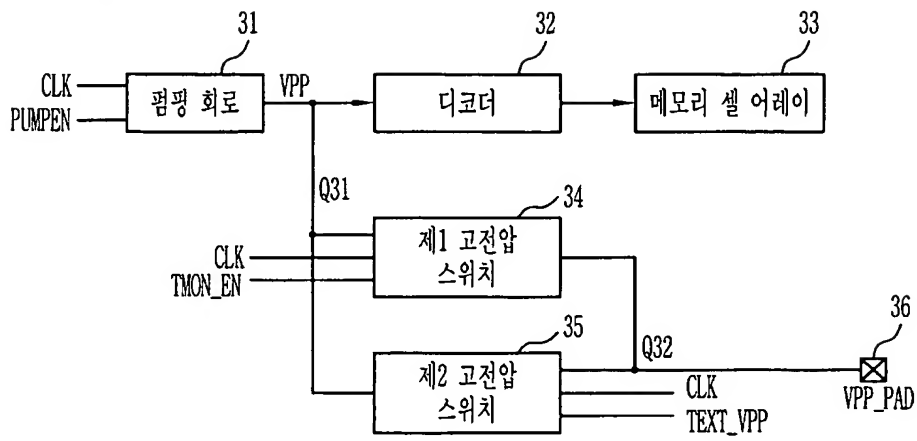 31
32
33
CLK
PUMPEN
펌핑 회로
VPP
디코더
메모리 셀 어레이
Q31
34
CLK
TMON_EN
제1 고전압
스위치
35
제2 고전압
스위치
Q32
CLK
TEXT_VPP
36
VPP_PAD